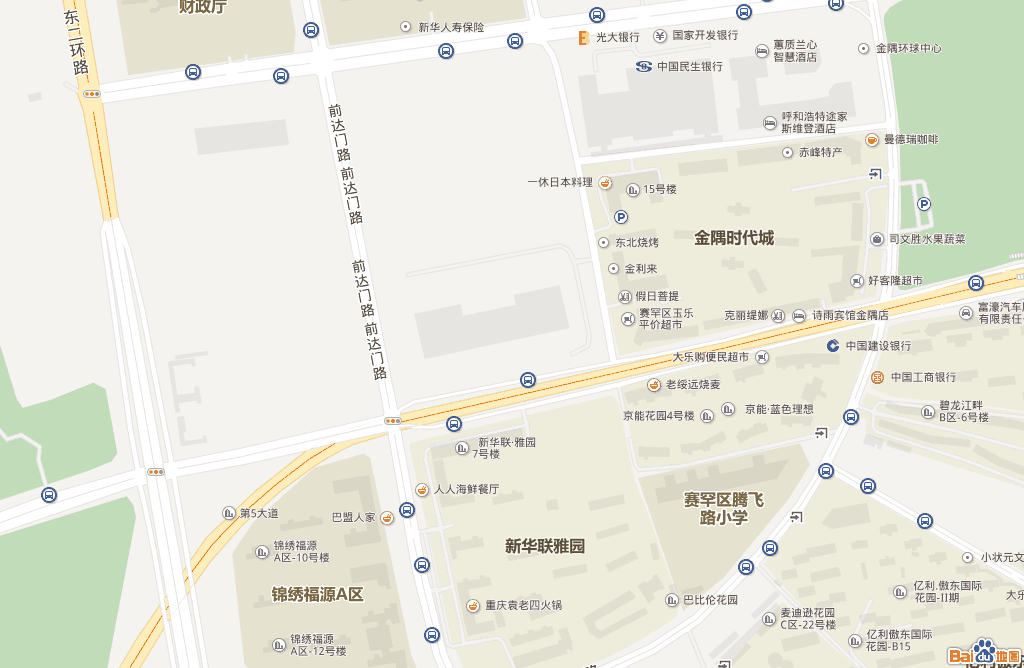 财政厅
东二环路
新华人寿保险
光大银行
国家开发银行
中国民生银行
蕙质兰心
智慧酒店
金隅环球中心
前达门路
呼和浩特途家
斯维登酒店
曼德瑞咖啡
赤峰特产
前达门路
一休日本料理
15号楼
P
P
东北烧烤
金隅时代城
司文胜水果蔬菜
前达门路
金利来
好客隆超市
假日菩提
赛罕区玉乐
平价超市
克丽缇娜
诗雨宾馆金隅店
富濠汽车
有限责任
前达门路
大乐购便民超市
中国建设银行
老绥远烧麦
中国工商银行
京能花园4号楼
京能·蓝色理想
碧龙江畔
B区-6号楼
新华联·雅园
7号楼
人人海鲜餐厅
赛罕区腾飞
路小学
第5大道
巴盟人家
锦绣福源
A区-10号楼
新华联雅园
小状元文
锦绣福源A区
重庆袁老四火锅
巴比伦花园
亿利.傲东国际
花园-II期
大乐
麦迪逊花园
C区-22号楼
锦绣福源
A区-12号楼
亿利傲东国际
花园-B15
Bai du 地图